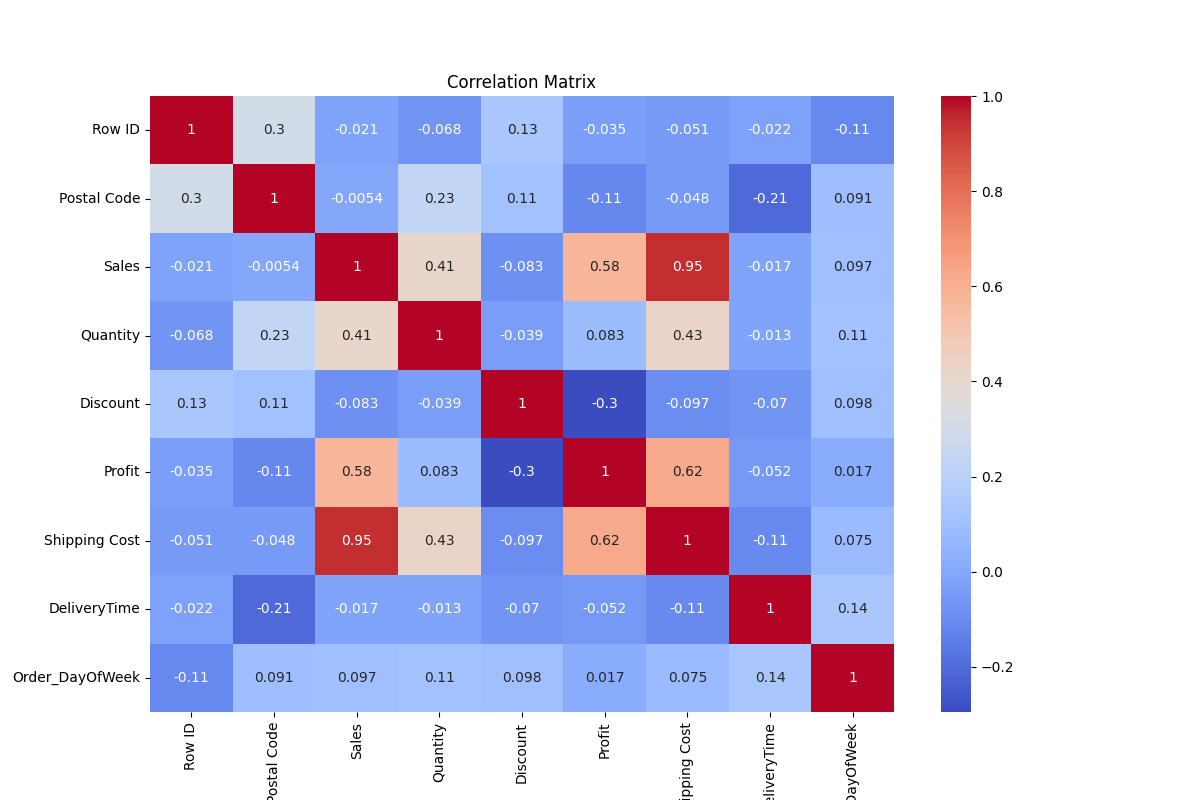 Correlation Matrix
Row ID 1 0.3 -0.021 -0.068 0.13 -0.035 -0.051 -0.022 -0.11
Postal Code 0.3 1 -0.0054 0.23 0.11 -0.11 -0.048 -0.21 0.091
Sales -0.021 -0.0054 1 0.41 -0.083 0.58 0.95 -0.017 0.097
Quantity -0.068 0.23 0.41 1 -0.039 0.083 0.43 -0.013 0.11
Discount 0.13 0.11 -0.083 -0.039 1 -0.3 -0.097 -0.07 0.098
Profit -0.035 -0.11 0.58 0.083 -0.3 1 0.62 -0.052 0.017
Shipping Cost -0.051 -0.048 0.95 0.43 -0.097 0.62 1 -0.11 0.075
DeliveryTime -0.022 -0.21 -0.017 -0.013 -0.07 -0.052 -0.11 1 0.14
Order_DayOfWeek -0.11 0.091 0.097 0.11 0.098 0.017 0.075 0.14 1
Row ID
Postal Code
Sales
Quantity
Discount
Profit
ipping Cost
eliveryTime
DayOfWeek
1.0
0.8
0.6
0.4
0.2
0.0
−0.2